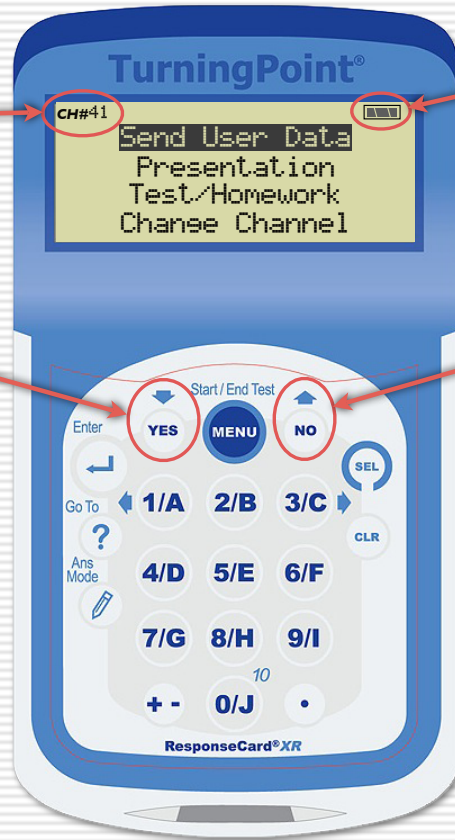 TurningPoint®
CH#41
Send User Data
Presentation
Test/Homework
Change Channel
Start / End Test
Enter
YES
MENU
NO
SEL
Go To
1/A
2/B
3/C
?
CLR
Ans
Mode
4/D
5/E
6/F
7/G
8/H
9/I
10
+ -
0/J
•
ResponseCard®XR